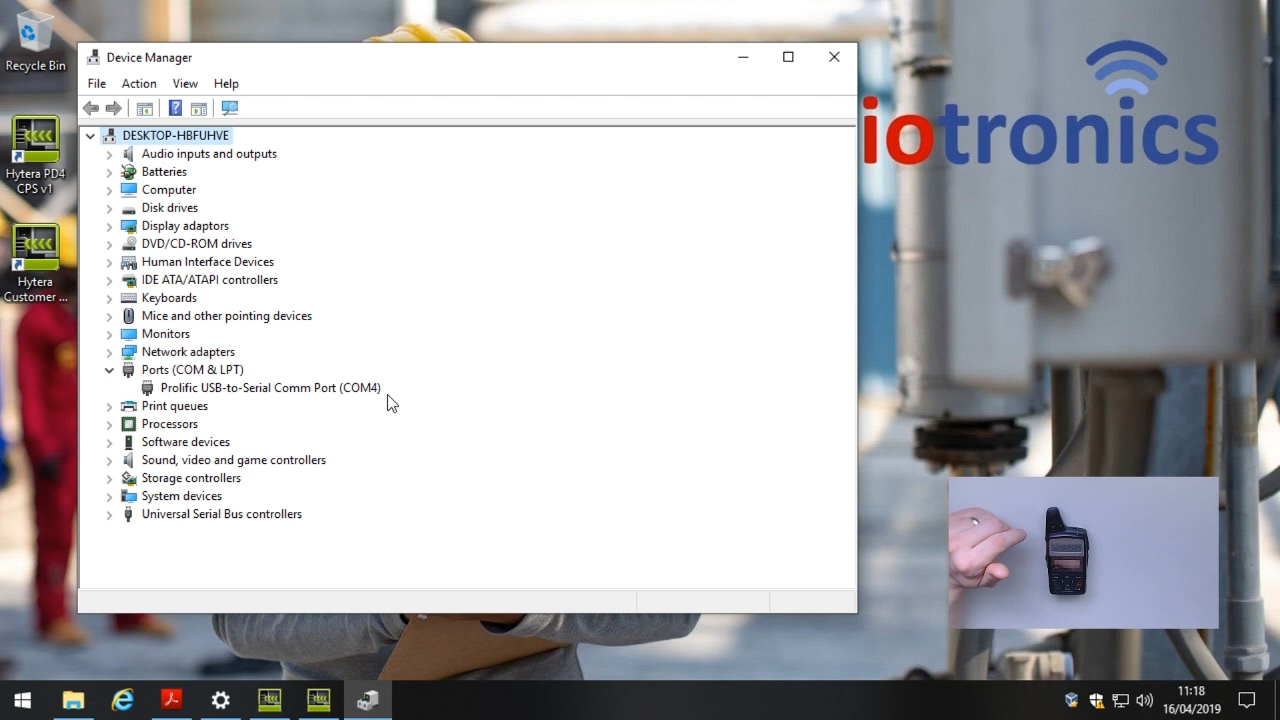 Recycle Bin
Hytera PD4
CPS v1
Hytera
Customer ...
Device Manager
File Action View Help
DESKTOP-HBFUHVE
Audio inputs and outputs
Batteries
Computer
Disk drives
Display adaptors
DVD/CD-ROM drives
Human Interface Devices
IDE ATA/ATAPI controllers
Keyboards
Mice and other pointing devices
Monitors
Network adapters
Ports (COM & LPT)
Prolific USB-to-Serial Comm Port (COM4)
Print queues
Processors
Software devices
Sound, video and game controllers
Storage controllers
System devices
Universal Serial Bus controllers
iotronics
11:18
16/04/2019